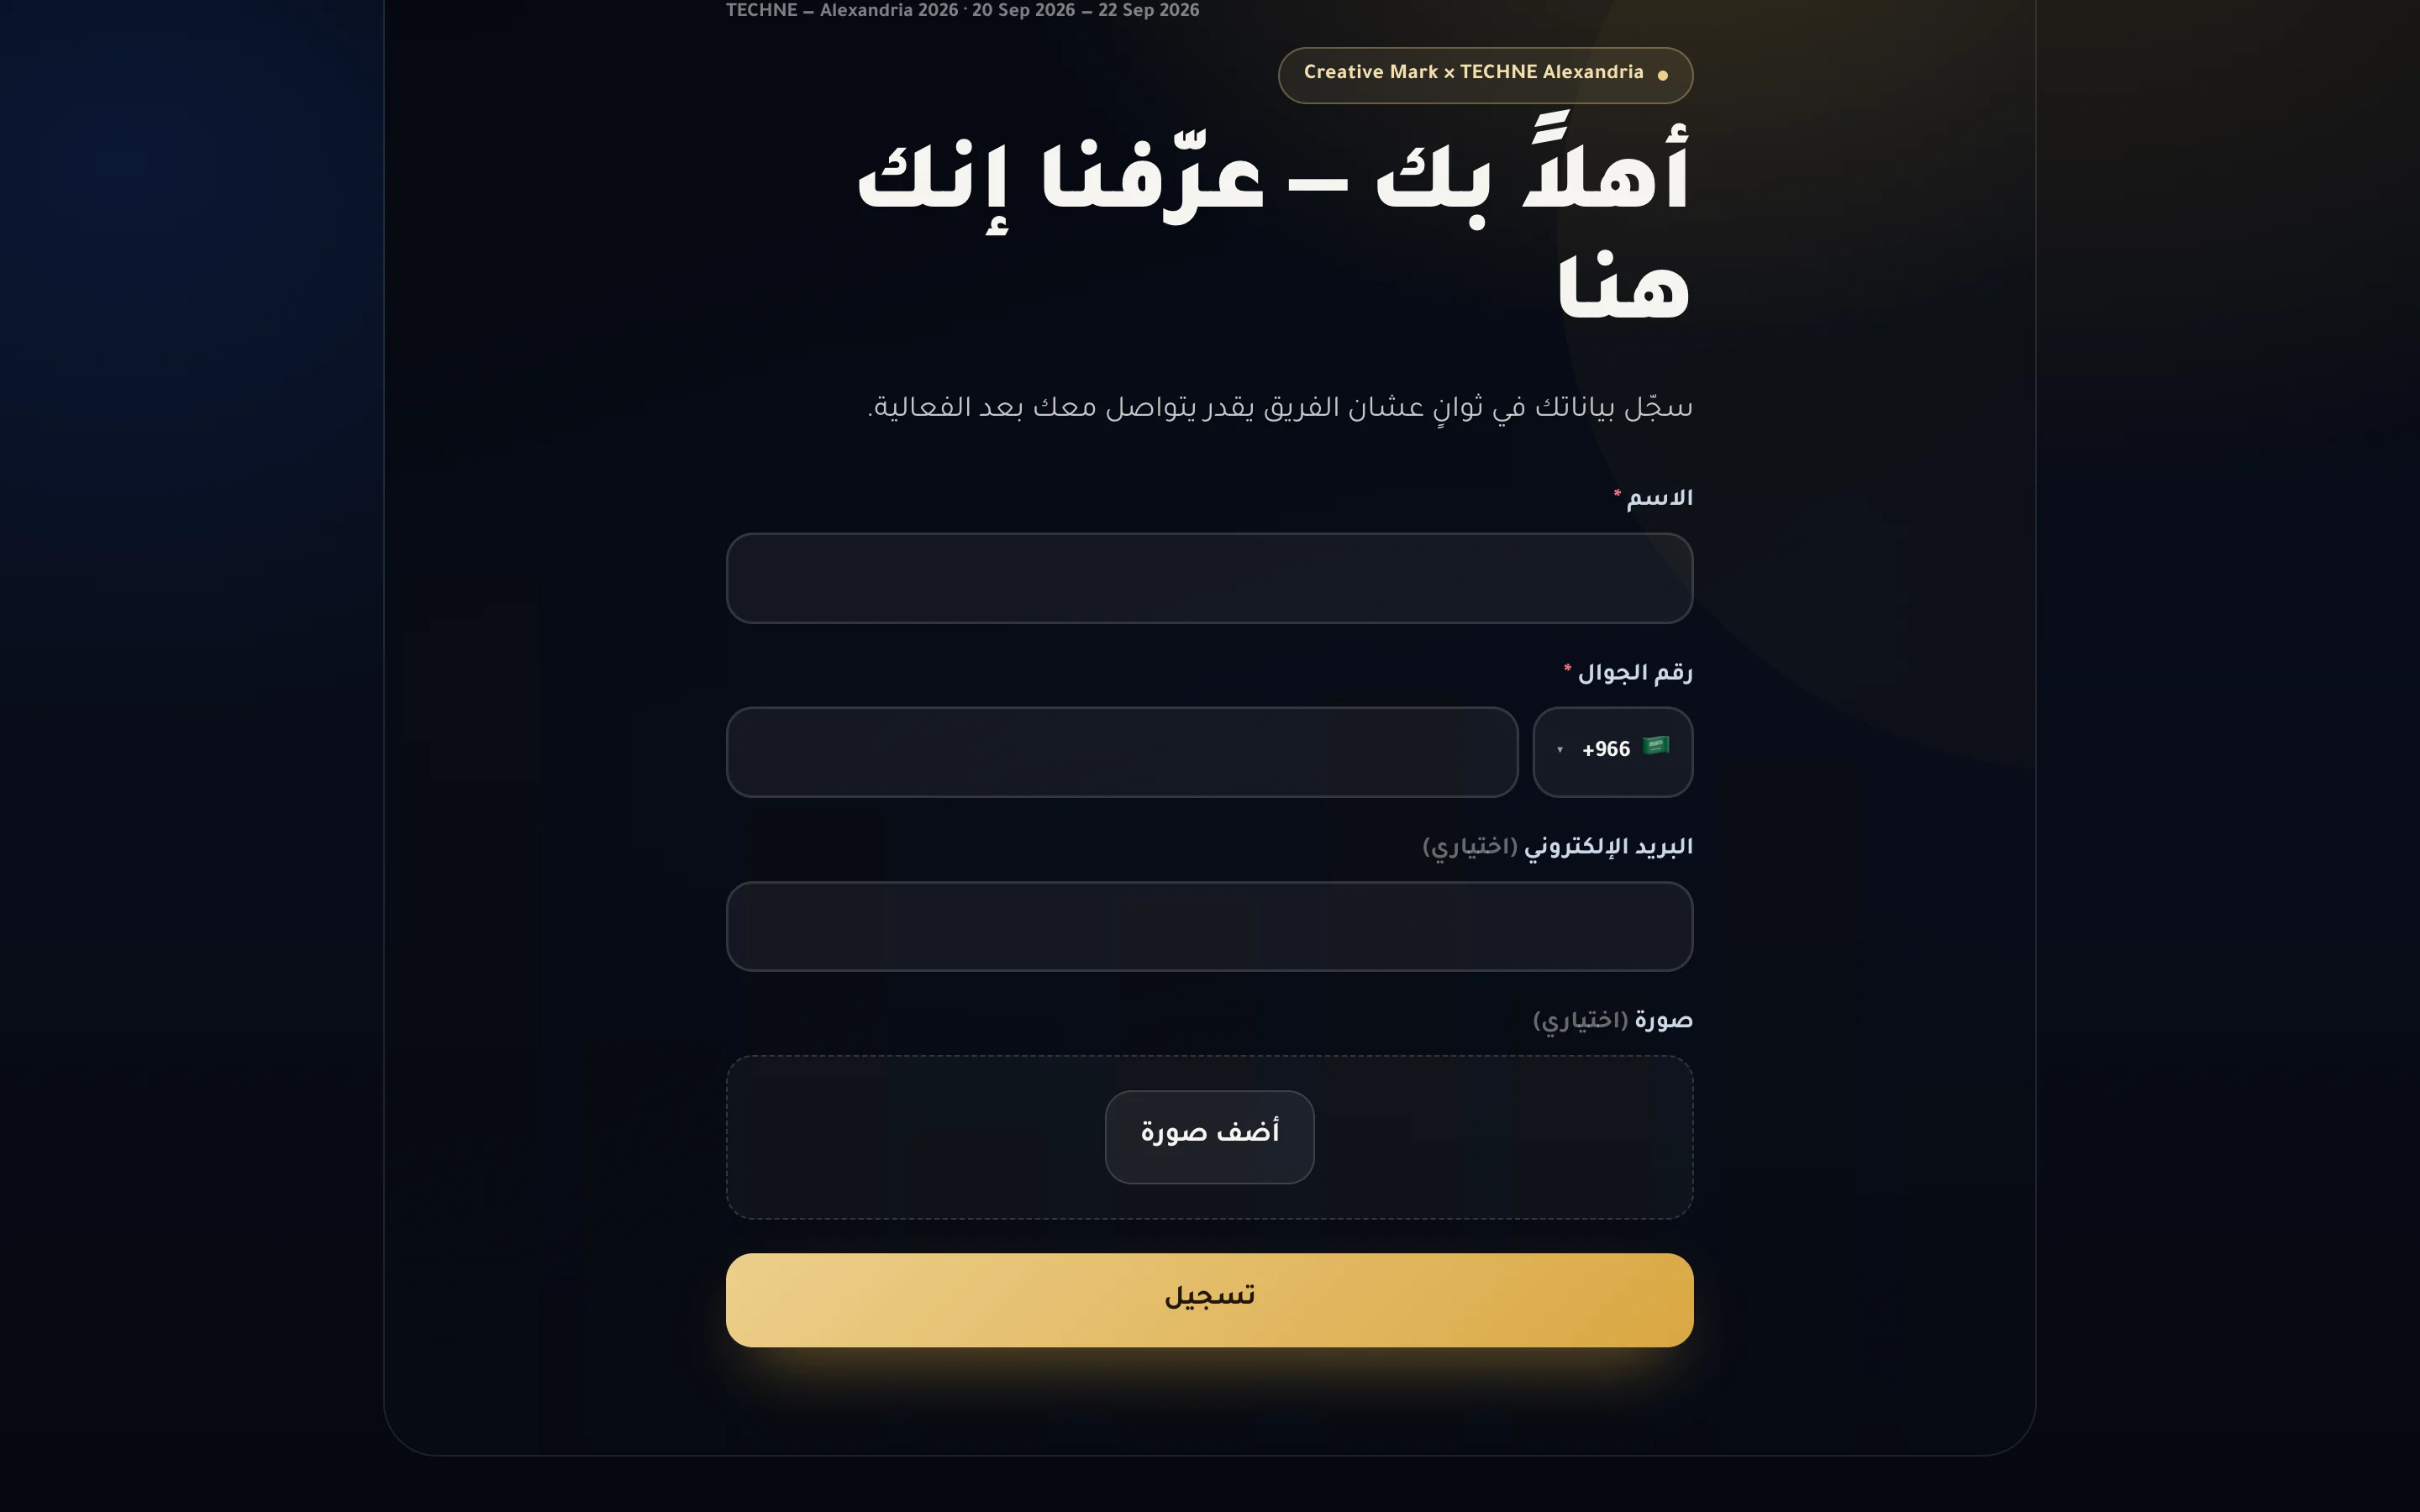 TECHNE — Alexandria 2026 · 20 Sep 2026 — 22 Sep 2026
Creative Mark × TECHNE Alexandria
أهلاً بك — عرّفنا إنك
هنا
سجّل بياناتك في ثوانٍ عشان الفريق يقدر يتواصل معك بعد الفعالية.
الاسم *
رقم الجوال *
+966
البريد الإلكتروني (اختياري)
صورة (اختياري)
أضف صورة
تسجيل